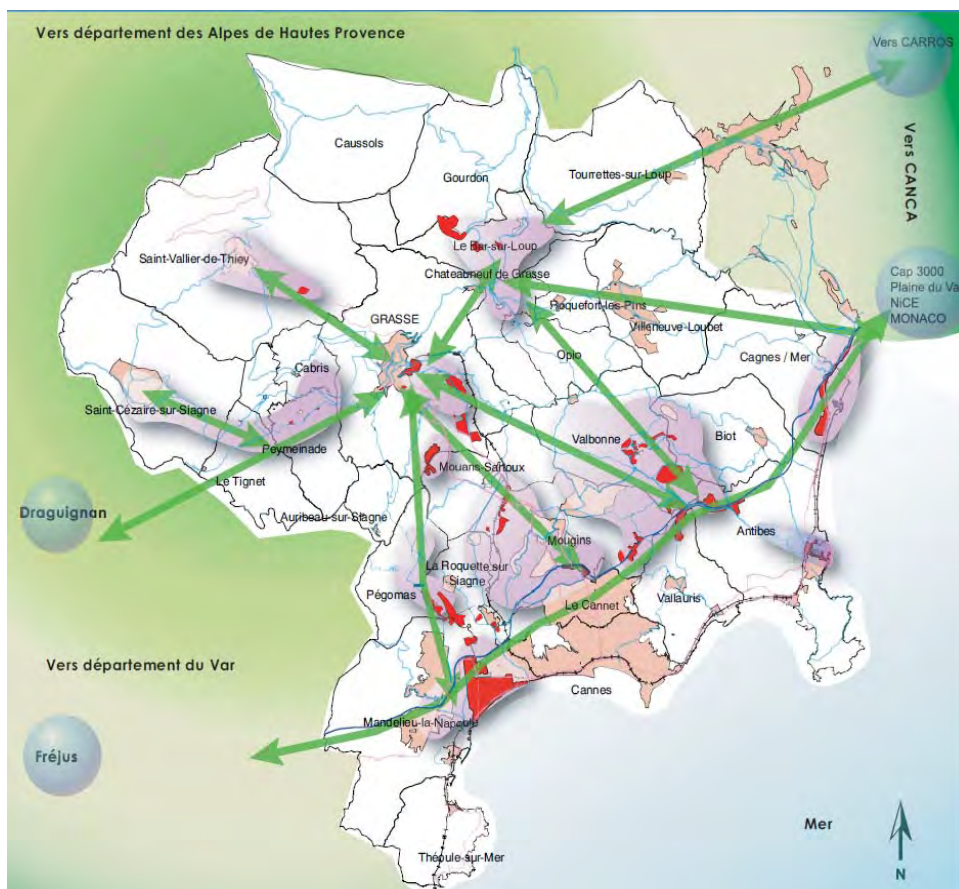 Vers département des Alpes de Hautes Provence
Vers CARROS
Vers CANCA
Caussols
Gourdon
Tourrettes-sur-Loup
Le Bar-sur-Loup
Saint-Vallier-de-Thiey
Chateauneuf de Grasse
Cap 3000
Plaine du Va
NiCE
MONACO
Roquefort-les-Pins
GRASSE
Villeneuve-Loubet
Opio
Cagnes / Mer
Cabris
Saint-Cézaire-sur-Siagne
Valbonne
Biot
Peymeinade
Mouans-Sartoux
Le Tignet
Draguignan
Auribeau-sur-Siagne
Antibes
Mougins
La Roquette sur
Siagne
Pégomas
Le Cannet
Vallauris
Vers département du Var
Cannes
Mandelieu-la-Napoule
Fréjus
Mer
Théoule-sur-Mer
N